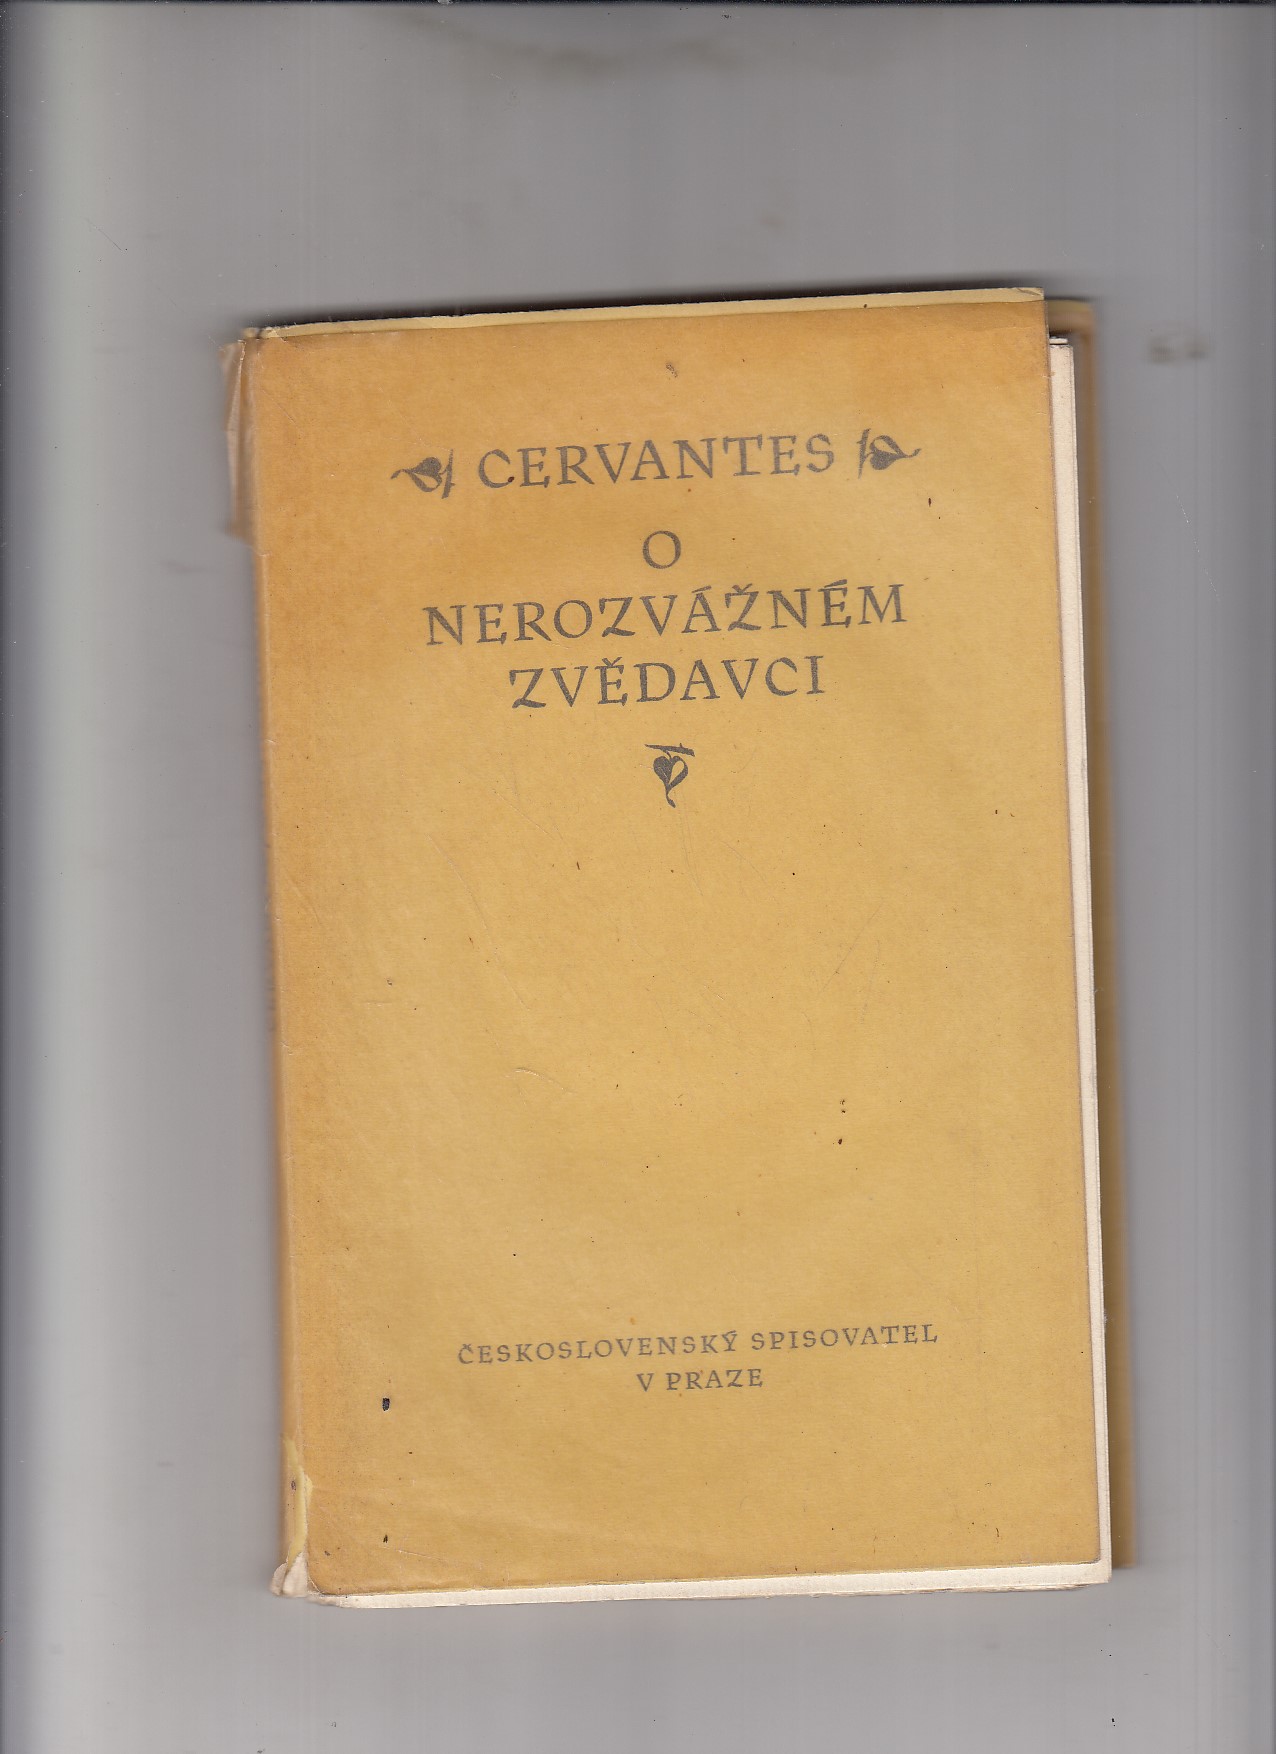 CERVANTES
O
NEROZVÁŽNÉM
ZVĚDAVCI
ČESKOSLOVENSKÝ SPISOVATEL
V PRAZE